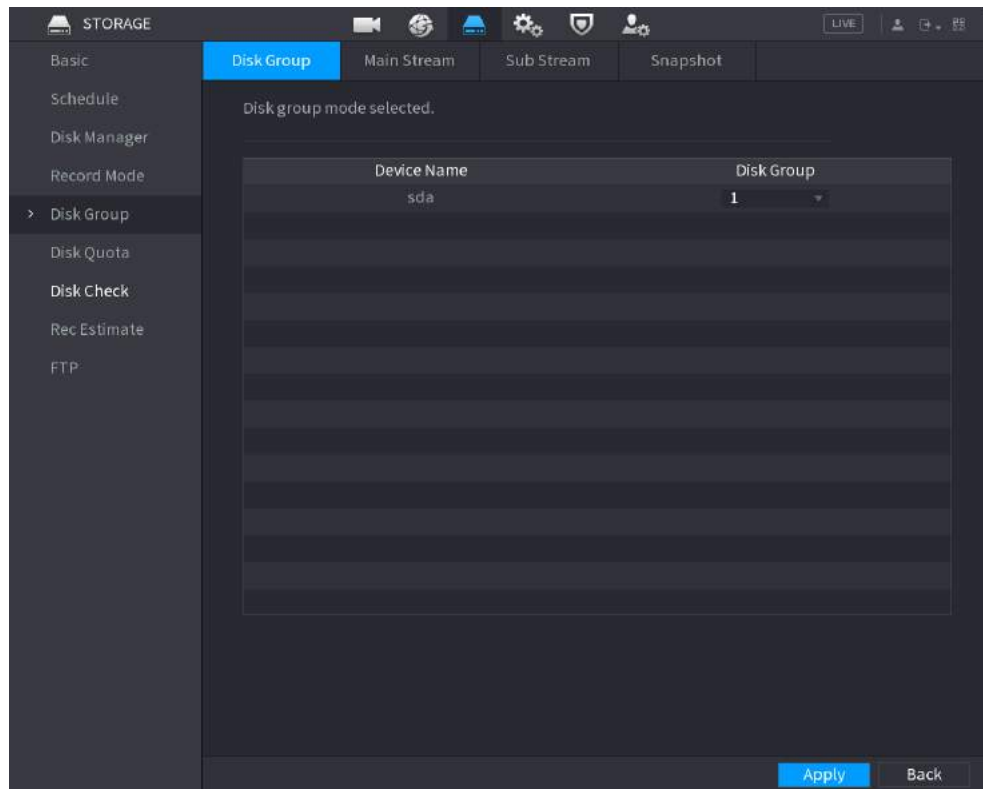 STORAGE
LIVE
Basic
Schedule
Disk Manager
Record Mode
> Disk Group
Disk Quota
Disk Check
Rec Estimate
FTP
Disk Group Main Stream Sub Stream Snapshot
Disk group mode selected.
Device Name Disk Group
sda 1
Apply Back